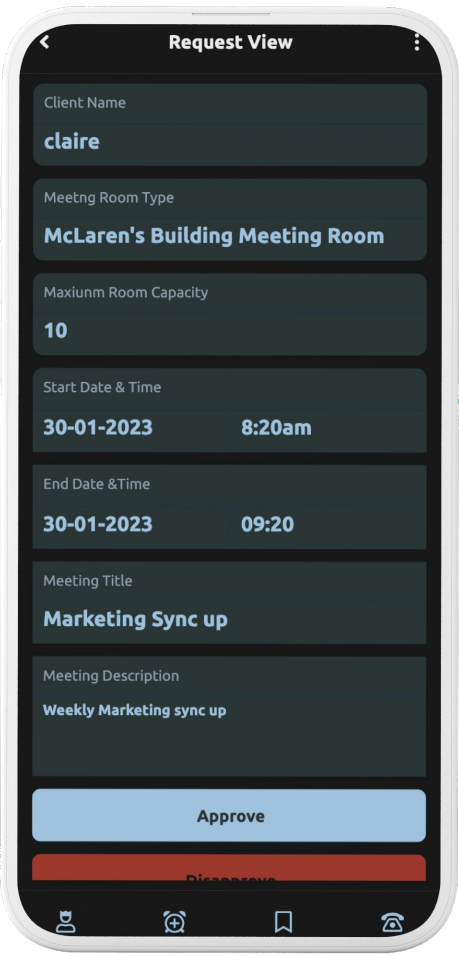 Request View
Client Name
claire
Meetng Room Type
McLaren's Building Meeting Room
Maxiunm Room Capacity
10
Start Date & Time
30-01-2023 8:20am
End Date &Time
30-01-2023 09:20
Meeting Title
Marketing Sync up
Meeting Description
Weekly Marketing sync up
Approve
Disapprove